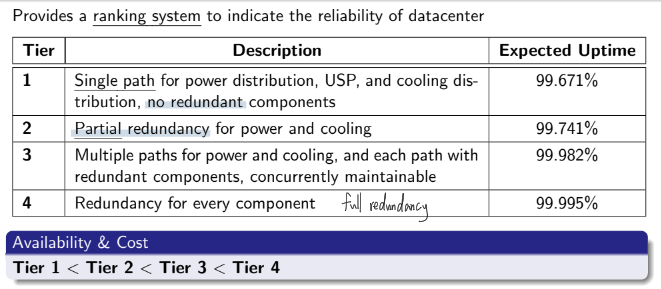 Provides a ranking system to indicate the reliability of datacenter
Tier Description Expected Uptime
1 Single path for power distribution, USP, and cooling dis- 99.671%
tribution, no redundant components
2 Partial redundancy for power and cooling 99.741%
3 Multiple paths for power and cooling, and each path with 99.982%
redundant components, concurrently maintainable
4 Redundancy for every component full redundancy 99.995%
Availability & Cost
Tier 1 < Tier 2 < Tier 3 < Tier 4